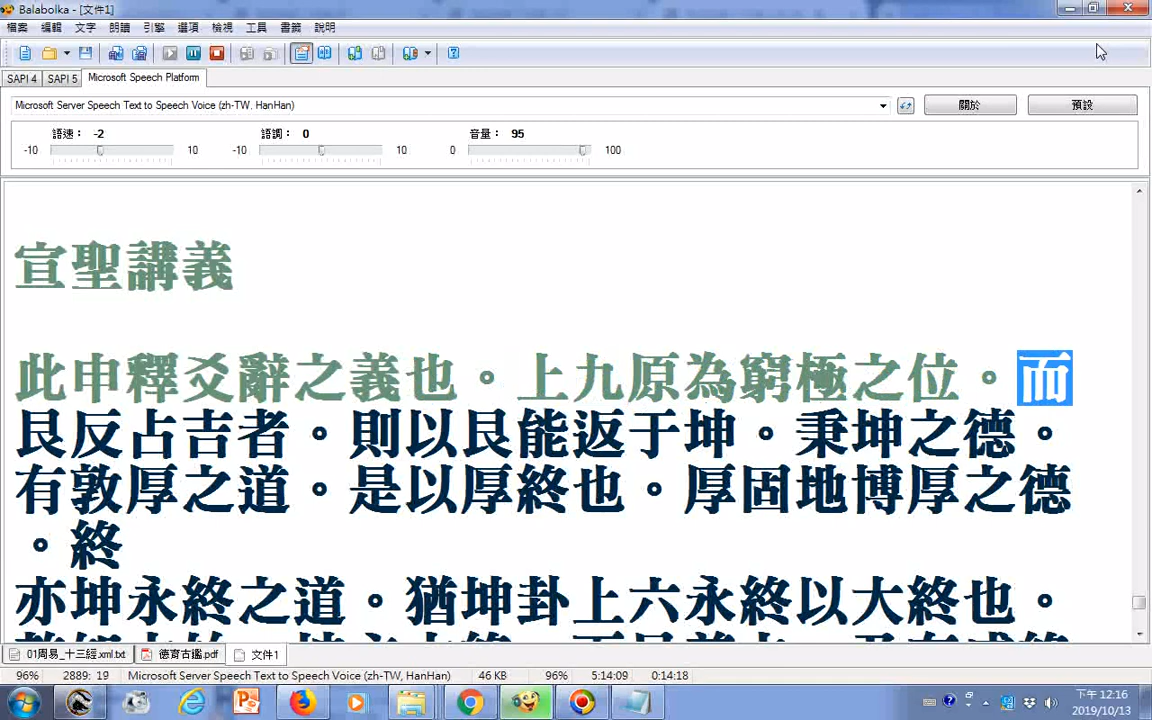 Balabolka - [文件1]
檔案 編輯 文字 朗讀 引擎 選項 檢視 工具 書籤 說明
SAPI 4 SAPI 5 Microsoft Speech Platform
Microsoft Server Speech Text to Speech Voice (zh-TW, HanHan) 關於 預設
語速： -2 語調： 0 音量： 95
-10 10 -10 10 0 100
宣聖講義
此申釋爻辭之義也。上九原為窮極之位。而
艮反占吉者。則以艮能返于坤。秉坤之德。
有敦厚之道。是以厚終也。厚固地博厚之德
。終
亦坤永終之道。猶坤卦上六永終以大終也。
01周易_十三經.xml.txt 德育古鑑.pdf 文件1
96% 2889: 19 Microsoft Server Speech Text to Speech Voice (zh-TW, HanHan) 46 KB 96% 5:14:09 0:14:18
下午 12:16
2019/10/13